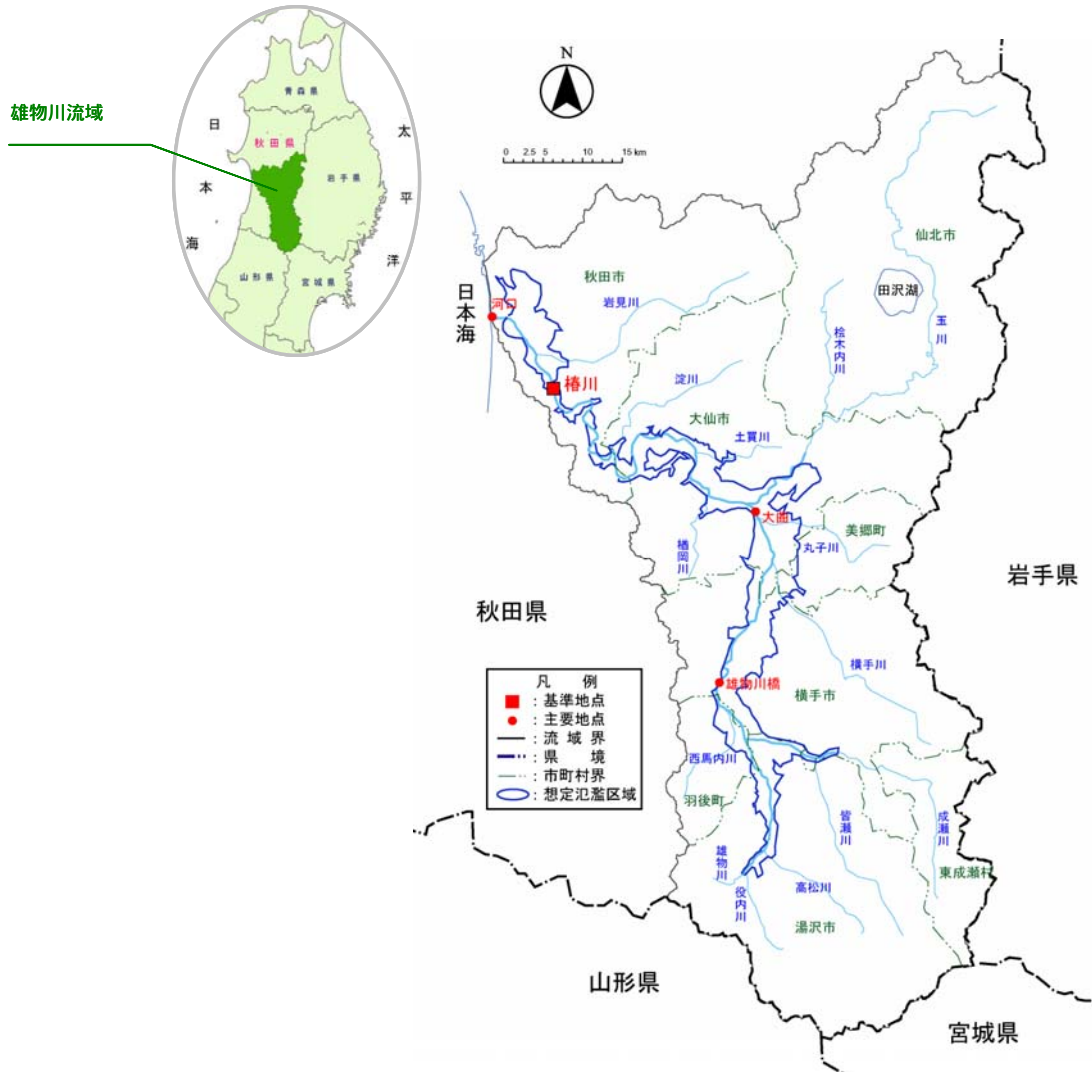 雄物川流域
青森県
秋田県
岩手県
山形県
宮城県
日本海
太平洋
N
0 2.5 5 10 15 km
仙北市
田沢湖
玉川
桧木内川
秋田市
岩見川
日本海
河口
椿川
淀川
大仙市
土買川
大曲
美郷町
丸子川
楢岡川
岩手県
秋田県
横手川
雄物川橋
横手市
凡 例
:基準地点
:主要地点
:流域界
:県 境
:市町村界
:想定氾濫区域
西馬内川
羽後町
皆瀬川
成瀬川
雄物川
役内川
高松川
東成瀬村
湯沢市
山形県
宮城県